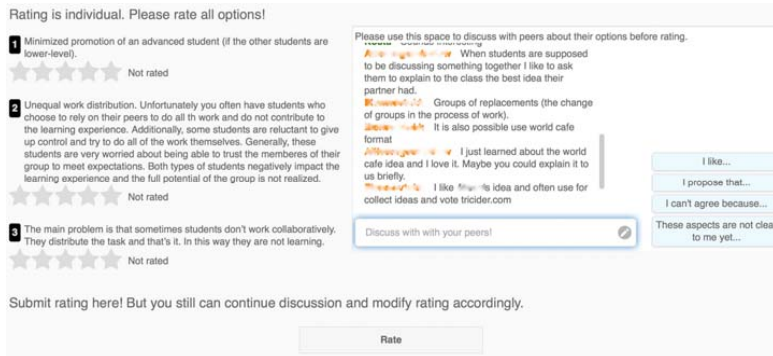 Rating is individual. Please rate all options!
1 Minimized promotion of an advanced student (if the other students are
lower-level).
Not rated
2 Unequal work distribution. Unfortunately you often have students who
choose to rely on their peers to do all th work and do not contribute to
the learning experience. Additionally, some students are reluctant to give
up control and try to do all of the work themselves. Generally, these
students are very worried about being able to trust the memberes of their
group to meet expectations. Both types of students negatively impact the
learning experience and the full potential of the group is not realized.
Not rated
3 The main problem is that sometimes students don't work collaboratively.
They distribute the task and that's it. In this way they are not learning.
Not rated
Please use this space to discuss with peers about their options before rating.
When students are supposed
to be discussing something together I like to ask
them to explain to the class the best idea their
partner had.
Groups of replacements (the change
of groups in the process of work).
It is also possible use world cafe
format
I just learned about the world
cafe idea and I love it. Maybe you could explain it to
us briefly.
I like idea and often use for
collect ideas and vote tricider.com
Discuss with with your peers!
I like...
I propose that...
I can't agree because...
These aspects are not clea
to me yet...
Submit rating here! But you still can continue discussion and modify rating accordingly.
Rate